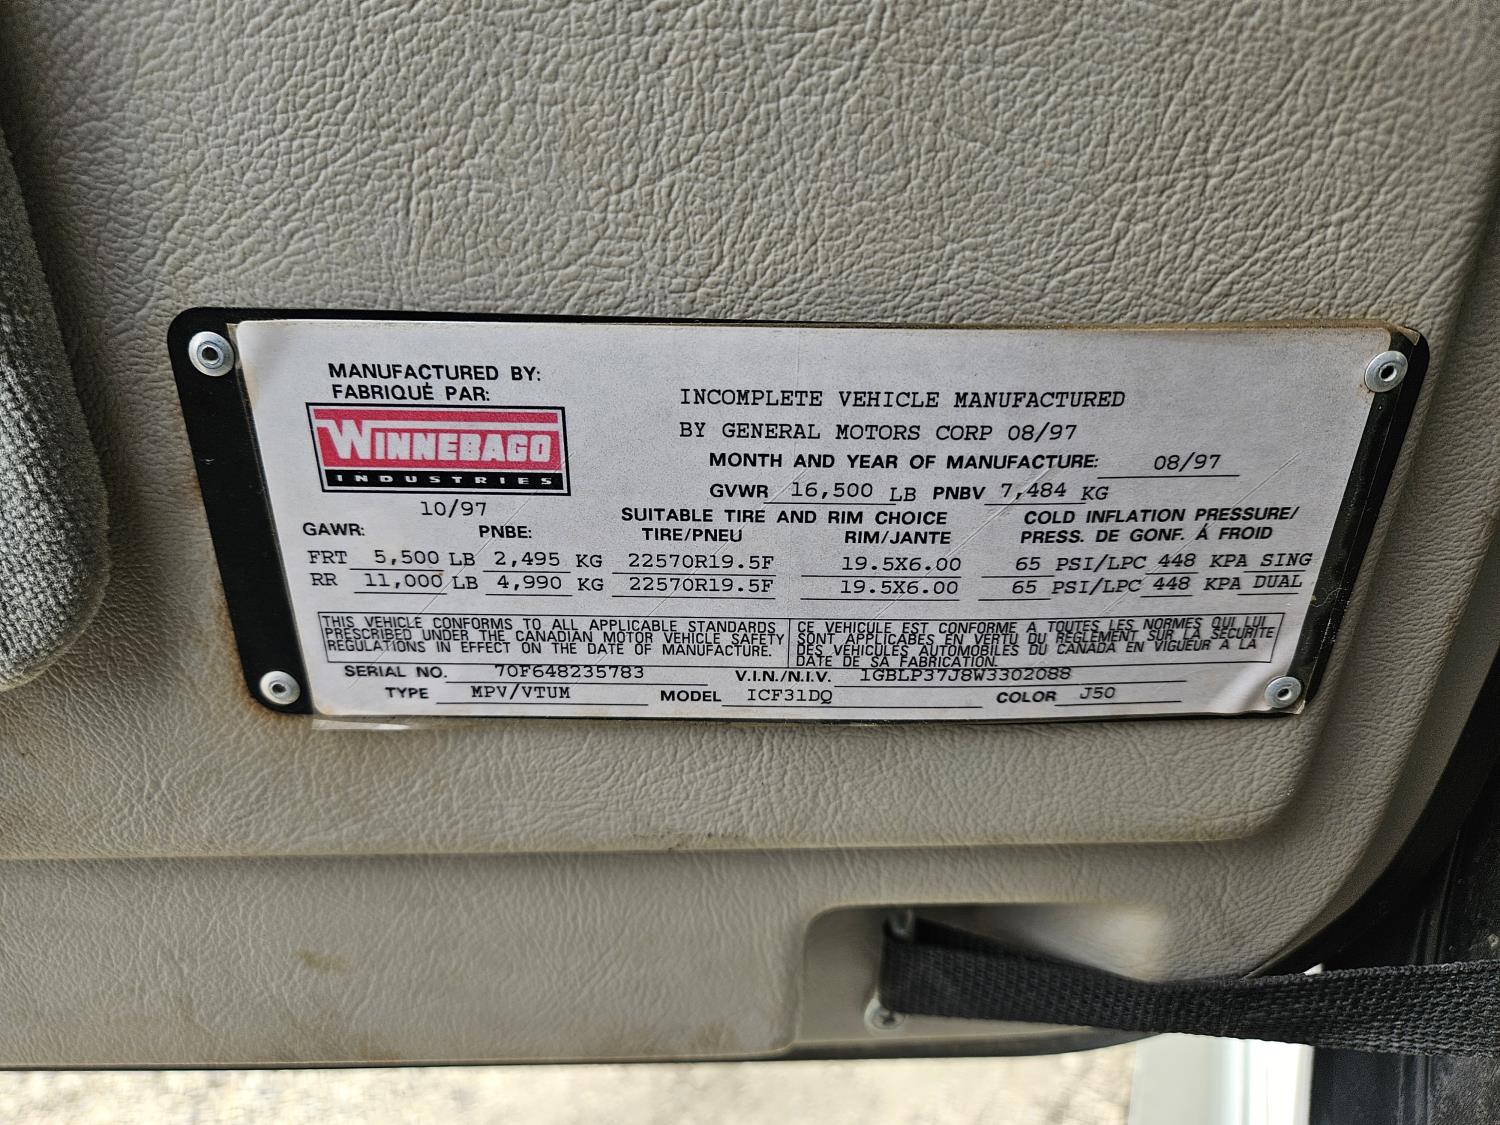 MANUFACTURED BY:
FABRIQUÉ PAR:
WINNEBAGO
INDUSTRIES
10/97
INCOMPLETE VEHICLE MANUFACTURED
BY GENERAL MOTORS CORP 08/97
MONTH AND YEAR OF MANUFACTURE: 08/97
GVWR 16,500 LB PNBV 7,484 KG
SUITABLE TIRE AND RIM CHOICE COLD INFLATION PRESSURE/
GAWR: PNBE: TIRE/PNEU RIM/JANTE PRESS. DE GONF. Á FROID
FRT 5,500 LB 2,495 KG 22570R19.5F 19.5X6.00 65 PSI/LPC 448 KPA SING
RR 11,000 LB 4,990 KG 22570R19.5F 19.5X6.00 65 PSI/LPC 448 KPA DUAL
THIS VEHICLE CONFORMS TO ALL APPLICABLE STANDARDS
PRESCRIBED UNDER THE CANADIAN MOTOR VEHICLE SAFETY
REGULATIONS IN EFFECT ON THE DATE OF MANUFACTURE.
CE VEHICULE EST CONFORME A TOUTES LES NORMES QUI LUI
SONT APPLICABLES EN VERTU DU REGLEMENT SUR LA SECURITE
DES VEHICULES AUTOMOBILES DU CANADA EN VIGUEUR A LA
DATE DE SA FABRICATION.
SERIAL NO. 70F648235783 V.I.N./N.I.V. 1GBLP37J8W3302088
TYPE MPV/VTUM MODEL ICF31DQ COLOR J50